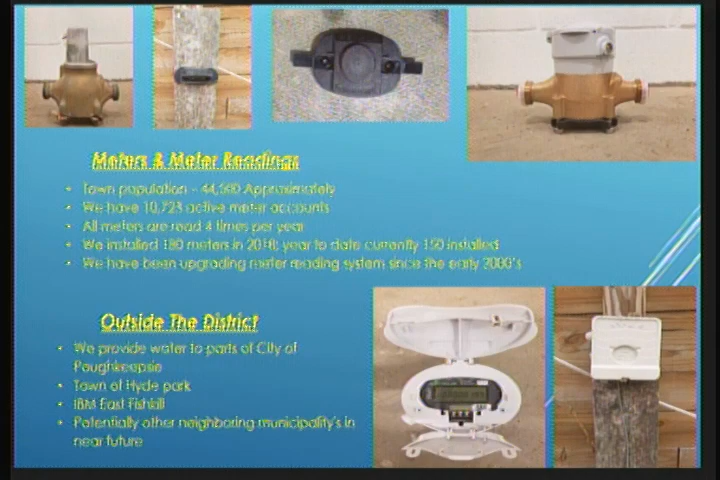 Meters & Meter Readings
Town population - Approximately
We have 10,723 active meter accounts
All meters are read 4 times per year
We installed 180 meters in year to date currently 150 installed
We have been upgrading meter reading system since the early 2000's
Outside The District
We provide water to parts of City of
Poughkeepsie
Town of Hyde park
IBM East Fishkill
Potentially other neighboring municipality's in
near future